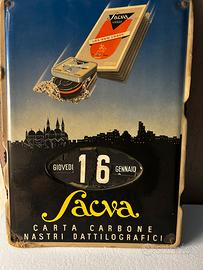 SACVA
GIOVEDI
16
GENNAIO
Sacva
CARTA CARBONE
NASTRI DATTILOGRAFICI